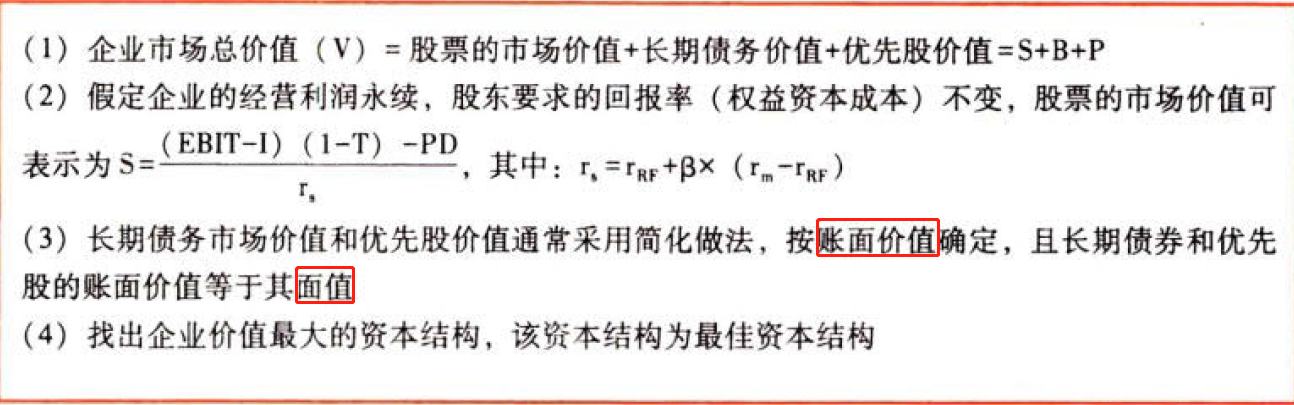 (1) 企业市场总价值（V）= 股票的市场价值+长期债务价值+优先股价值=S+B+P
(2) 假定企业的经营利润永续，股东要求的回报率（权益资本成本）不变，股票的市场价值可
表示为 S=\frac{(EBIT-I)(1-T)-PD}{r_s}，其中：r_s=r_{RF}+β×（r_m-r_{RF}）
(3) 长期债务市场价值和优先股价值通常采用简化做法，按账面价值确定，且长期债券和优先
股的账面价值等于其面值
(4) 找出企业价值最大的资本结构，该资本结构为最佳资本结构